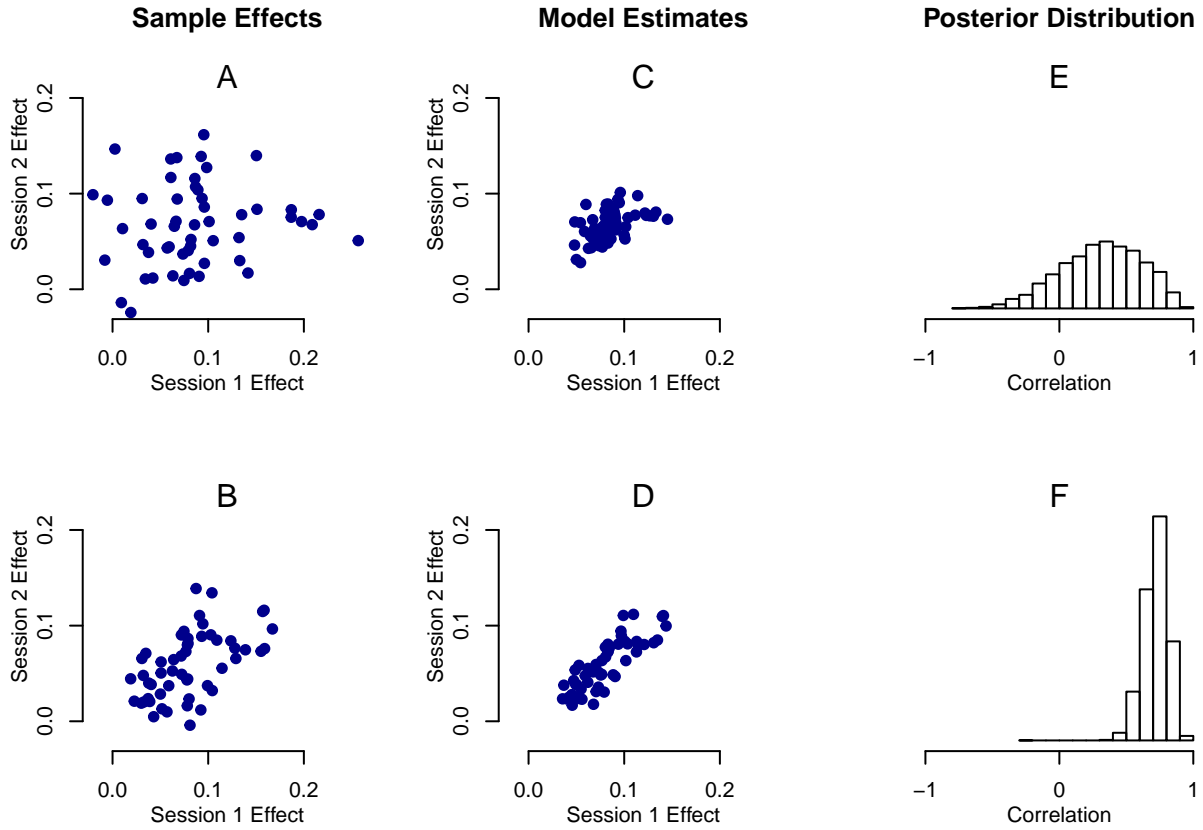 Sample Effects
Model Estimates
Posterior Distribution
A
Session 2 Effect
0.0
0.1
0.2
0.0
0.1
0.2
Session 1 Effect
C
Session 2 Effect
0.0
0.1
0.2
0.0
0.1
0.2
Session 1 Effect
E
−1
0
1
Correlation
B
Session 2 Effect
0.0
0.1
0.2
0.0
0.1
0.2
Session 1 Effect
D
Session 2 Effect
0.0
0.1
0.2
0.0
0.1
0.2
Session 1 Effect
F
−1
0
1
Correlation